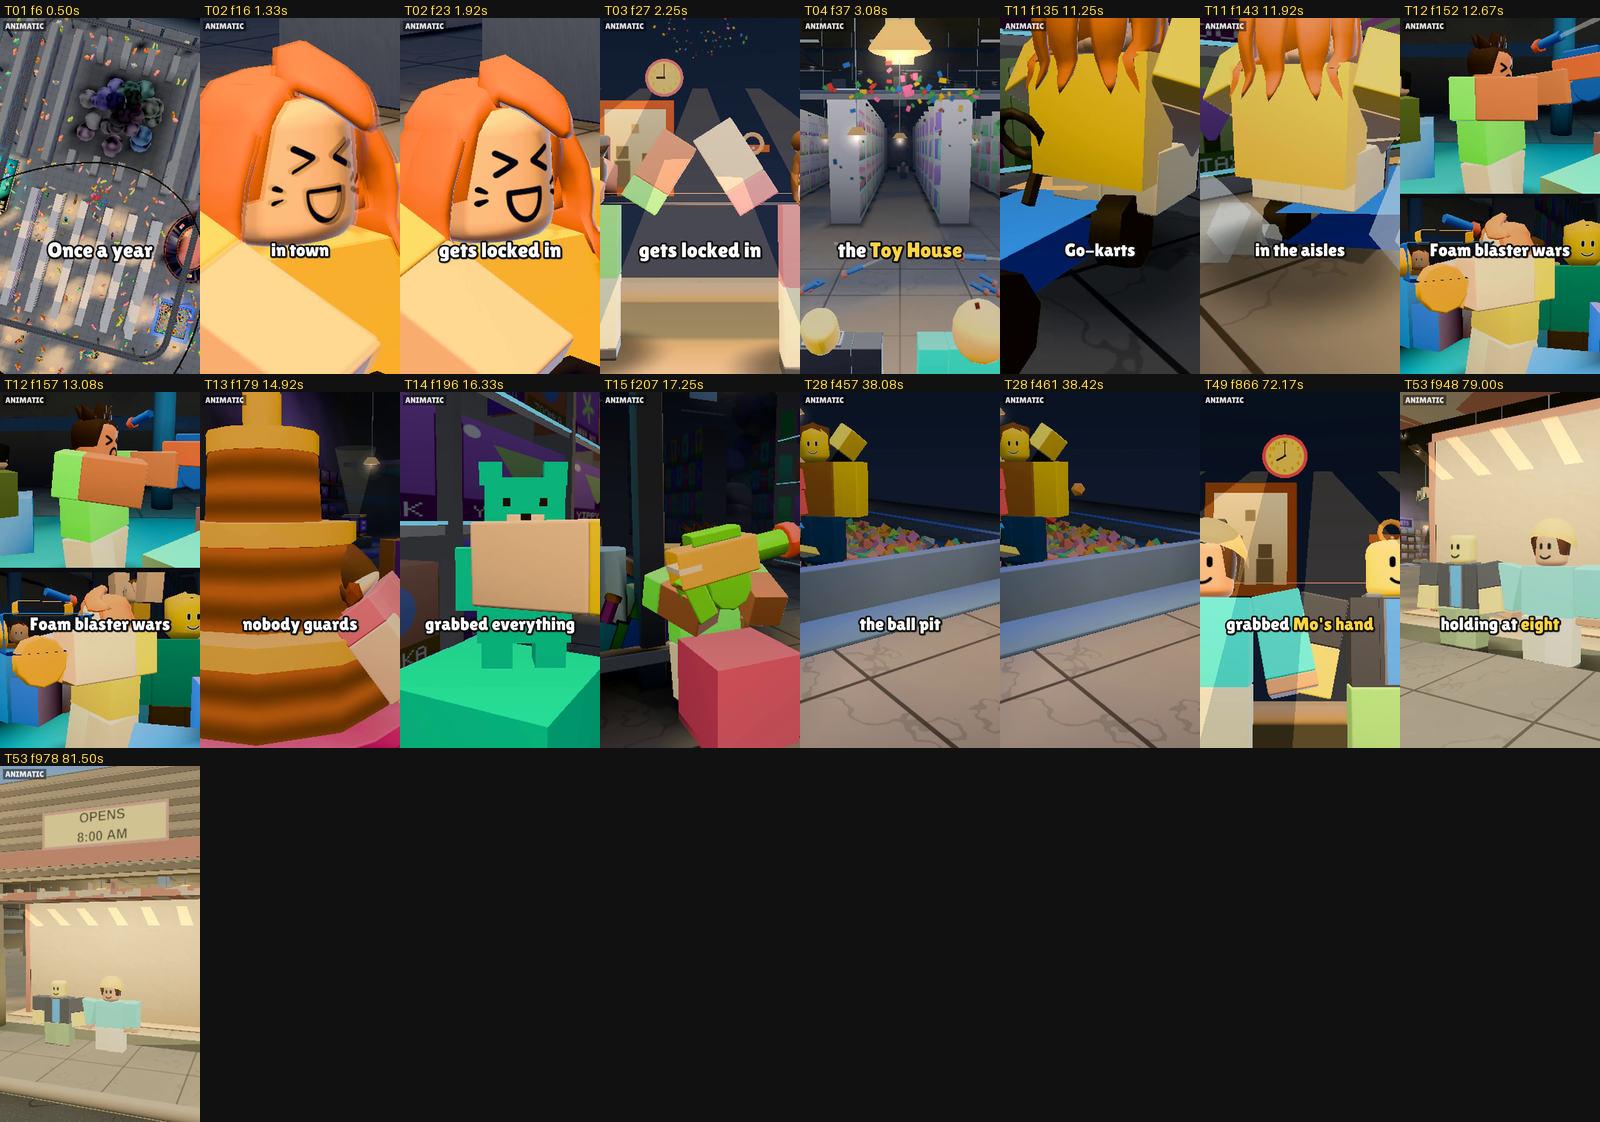 T01 f6 0.50s
ANIMATIC
Once a year
T02 f16 1.33s
ANIMATIC
in town
T02 f23 1.92s
ANIMATIC
gets locked in
T03 f27 2.25s
ANIMATIC
gets locked in
T04 f37 3.08s
ANIMATIC
the Toy House
T11 f135 11.25s
ANIMATIC
Go-karts
T11 f143 11.92s
ANIMATIC
in the aisles
T12 f152 12.67s
ANIMATIC
Foam blaster wars
T12 f157 13.08s
ANIMATIC
Foam blaster wars
T13 f179 14.92s
ANIMATIC
nobody guards
T14 f196 16.33s
ANIMATIC
grabbed everything
T15 f207 17.25s
ANIMATIC
T28 f457 38.08s
ANIMATIC
the ball pit
T28 f461 38.42s
ANIMATIC
T49 f866 72.17s
ANIMATIC
grabbed Mo's hand
T53 f948 79.00s
ANIMATIC
holding at eight
T53 f978 81.50s
ANIMATIC
OPENS
8:00 AM